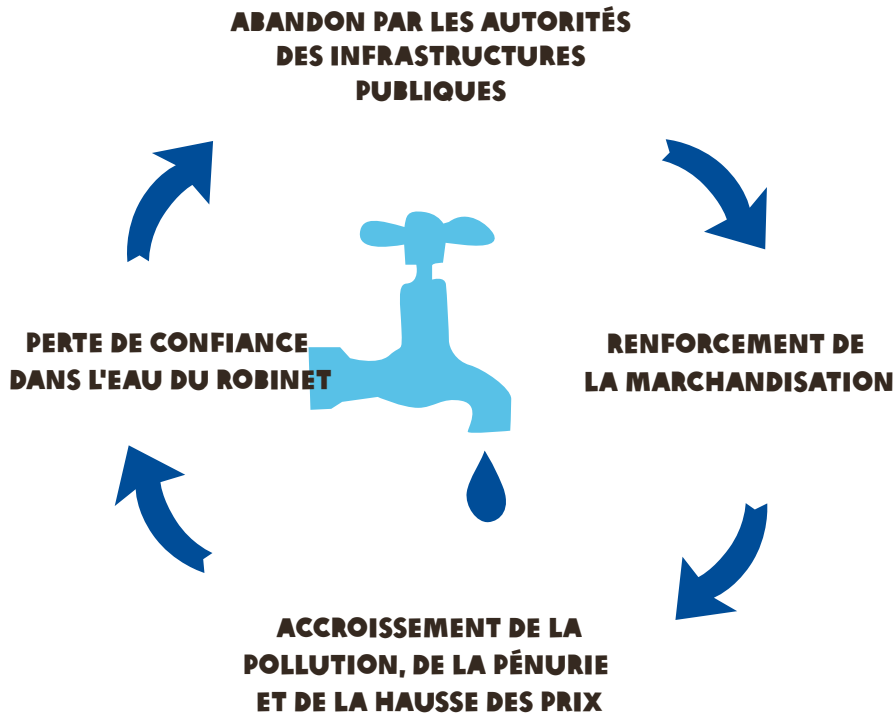 ABANDON PAR LES AUTORITÉS
DES INFRASTRUCTURES
PUBLIQUES
RENFORCEMENT DE
LA MARCHANDISATION
ACCROISSEMENT DE LA
POLLUTION, DE LA PÉNURIE
ET DE LA HAUSSE DES PRIX
PERTE DE CONFIANCE
DANS L'EAU DU ROBINET